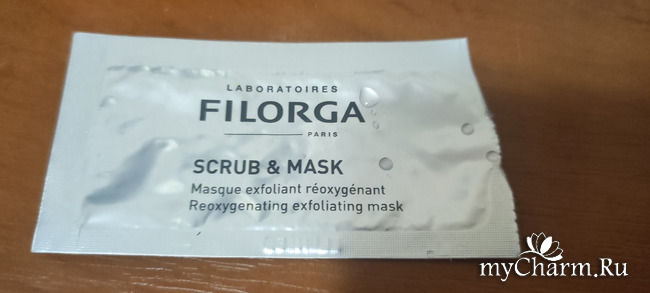 LABORATOIRES
FILORGA
PARIS
SCRUB & MASK
Masque exfoliant réoxygénant
Reoxygenating exfoliating mask
myCharm.Ru